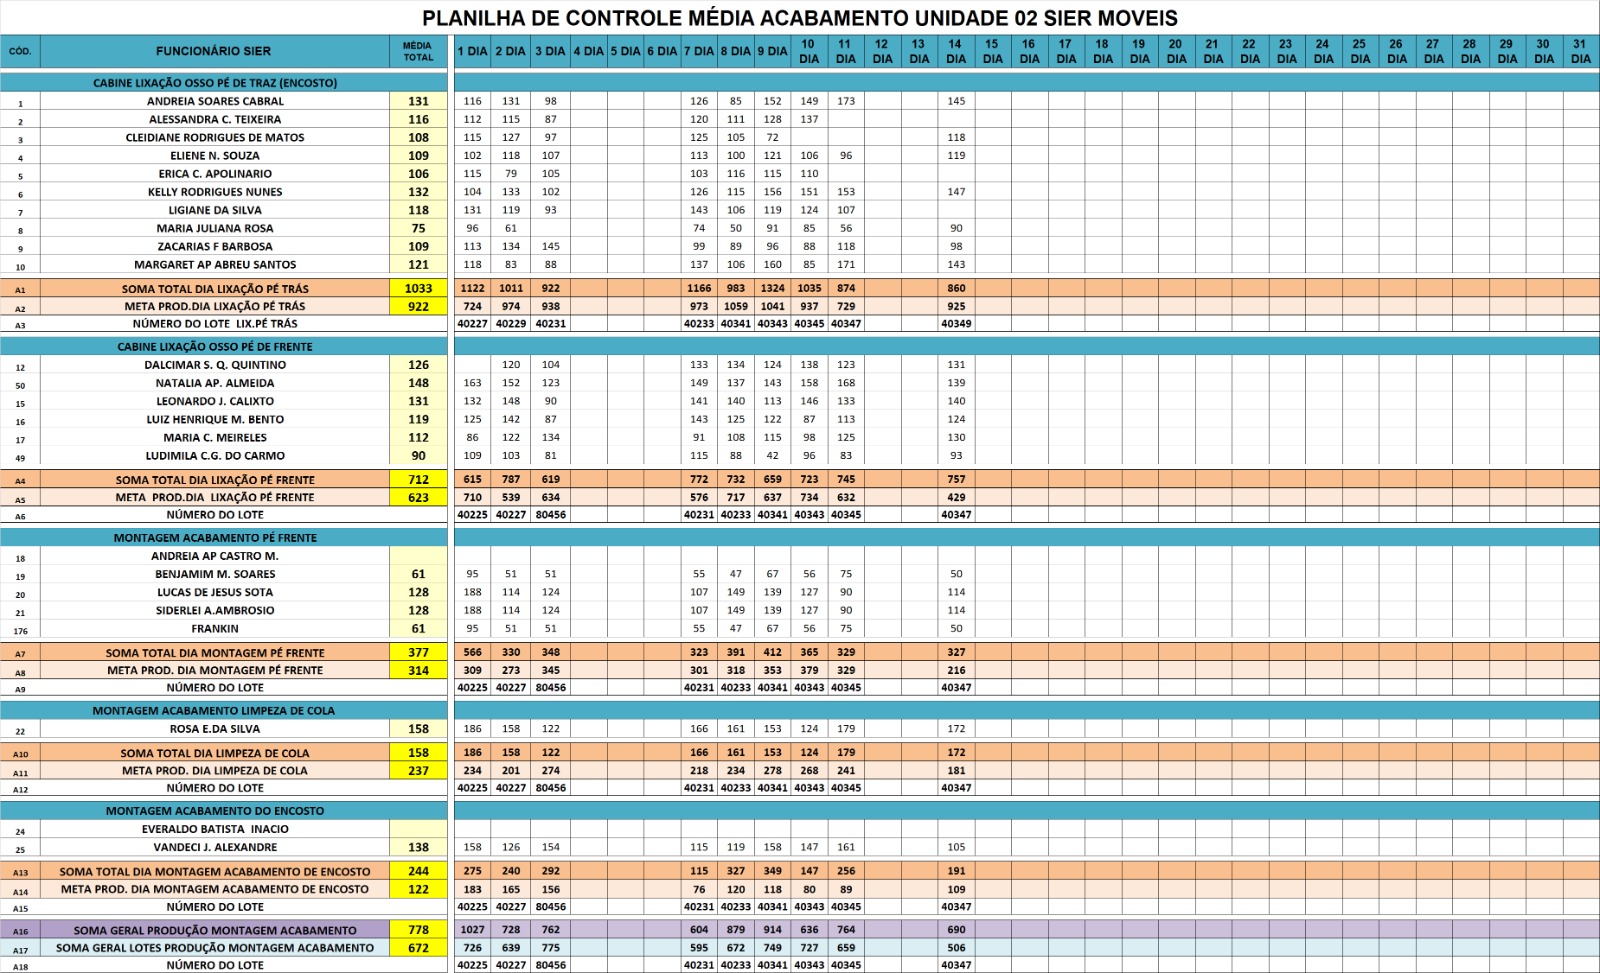 PLANILHA DE CONTROLE MÉDIA ACABAMENTO UNIDADE 02 SIER MOVEIS
CÓD. FUNCIONÁRIO SIER MÉDIA TOTAL 1 DIA 2 DIA 3 DIA 4 DIA 5 DIA 6 DIA 7 DIA 8 DIA 9 DIA 10 DIA 11 DIA 12 DIA 13 DIA 14 DIA 15 DIA 16 DIA 17 DIA 18 DIA 19 DIA 20 DIA 21 DIA 22 DIA 23 DIA 24 DIA 25 DIA 26 DIA 27 DIA 28 DIA 29 DIA 30 DIA 31 DIA
CABINE LIXAÇÃO OSSO PÉ DE TRAZ (ENCOSTO)
1 ANDREIA SOARES CABRAL 131 116 131 98 126 85 152 149 173 145
2 ALESSANDRA C. TEIXEIRA 116 112 115 87 120 111 128 137
3 CLEIDIANE RODRIGUES DE MATOS 108 115 127 97 125 105 72 118
4 ELIENE N. SOUZA 109 102 118 107 113 100 121 106 96 119
5 ERICA C. APOLINARIO 106 115 79 105 103 116 115 110
6 KELLY RODRIGUES NUNES 132 104 133 102 126 115 156 151 153 147
7 LIGIANE DA SILVA 118 131 119 93 143 106 119 124 107
8 MARIA JULIANA ROSA 75 96 61 74 50 91 85 56 90
9 ZACARIAS F BARBOSA 109 113 134 145 99 89 96 88 118 98
10 MARGARET AP ABREU SANTOS 121 118 83 88 137 106 160 85 171 143
A1 SOMA TOTAL DIA LIXAÇÃO PÉ TRÁS 1033 1122 1011 922 1166 983 1324 1035 874 860
A2 META PROD.DIA LIXAÇÃO PÉ TRÁS 922 724 974 938 973 1059 1041 937 729 925
A3 NÚMERO DO LOTE LIX.PÉ TRÁS 40227 40229 40231 40233 40341 40343 40345 40347 40349
CABINE LIXAÇÃO OSSO PÉ DE FRENTE
12 DALCIMAR S. Q. QUINTINO 126 120 104 133 134 124 138 123 131
50 NATALIA AP. ALMEIDA 148 163 152 123 149 137 143 158 168 139
15 LEONARDO J. CALIXTO 131 132 148 90 141 140 113 146 133 140
16 LUIZ HENRIQUE M. BENTO 119 125 142 87 143 125 122 87 113 124
17 MARIA C. MEIRELES 112 86 122 134 91 108 115 98 125 130
49 LUDIMILA C.G. DO CARMO 90 109 103 81 115 88 42 96 83 93
A4 SOMA TOTAL DIA LIXAÇÃO PÉ FRENTE 712 615 787 619 772 732 659 723 745 757
A5 META PROD.DIA LIXAÇÃO PÉ FRENTE 623 710 539 634 576 717 637 734 632 429
A6 NÚMERO DO LOTE 40225 40227 80456 40231 40233 40341 40343 40345 40347
MONTAGEM ACABAMENTO PÉ FRENTE
18 ANDREIA AP CASTRO M.
19 BENJAMIM M. SOARES 61 95 51 51 55 47 67 56 75 50
20 LUCAS DE JESUS SOTA 128 188 114 124 107 149 139 127 90 114
21 SIDERLEI A.AMBROSIO 128 188 114 124 107 149 139 127 90 114
176 FRANKIN 61 95 51 51 55 47 67 56 75 50
A7 SOMA TOTAL DIA MONTAGEM PÉ FRENTE 377 566 330 348 323 391 412 365 329 327
A8 META PROD. DIA MONTAGEM PÉ FRENTE 314 309 273 345 301 318 353 379 329 216
A9 NÚMERO DO LOTE 40225 40227 80456 40231 40233 40341 40343 40345 40347
MONTAGEM ACABAMENTO LIMPEZA DE COLA
22 ROSA E.DA SILVA 158 186 158 122 166 161 153 124 179 172
A10 SOMA TOTAL DIA LIMPEZA DE COLA 158 186 158 122 166 161 153 124 179 172
A11 META PROD. DIA LIMPEZA DE COLA 237 234 201 274 218 234 278 268 241 181
A12 NÚMERO DO LOTE 40225 40227 80456 40231 40233 40341 40343 40345 40347
MONTAGEM ACABAMENTO DO ENCOSTO
24 EVERALDO BATISTA INACIO
25 VANDECI J. ALEXANDRE 138 158 126 154 115 119 158 147 161 105
A13 SOMA TOTAL DIA MONTAGEM ACABAMENTO DE ENCOSTO 244 275 240 292 115 327 349 147 256 191
A14 META PROD. DIA MONTAGEM ACABAMENTO DE ENCOSTO 122 183 165 156 76 120 118 80 89 109
A15 NÚMERO DO LOTE 40225 40227 80456 40231 40233 40341 40343 40345 40347
A16 SOMA GERAL PRODUÇÃO MONTAGEM ACABAMENTO 778 1027 728 762 604 879 914 636 764 690
A17 SOMA GERAL LOTES PRODUÇÃO MONTAGEM ACABAMENTO 672 726 639 775 595 672 749 727 659 506
A18 NÚMERO DO LOTE 40225 40227 80456 40231 40233 40341 40343 40345 40347